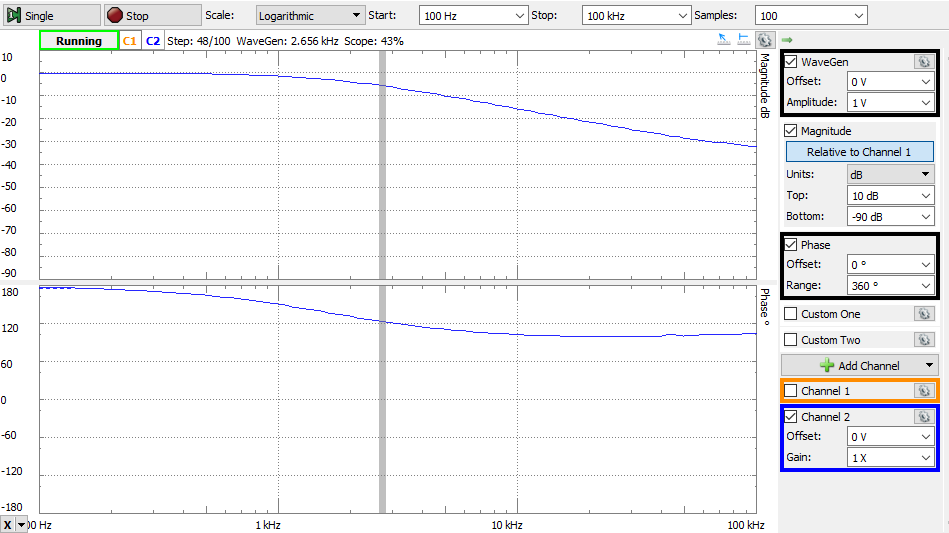 Single Stop Scale: Logarithmic Start: 100 Hz Stop: 100 kHz Samples: 100
Running C1 C2 Step: 48/100 WaveGen: 2.656 kHz Scope: 43%
10
0
-10
-20
-30
-40
-50
-60
-70
-80
-90
Magnitude dB
180
120
60
0
-60
-120
-180
Phase °
X 00 Hz 1 kHz 10 kHz 100 kHz
WaveGen
Offset: 0 V
Amplitude: 1 V
Magnitude
Relative to Channel 1
Units: dB
Top: 10 dB
Bottom: -90 dB
Phase
Offset: 0 °
Range: 360 °
Custom One
Custom Two
Add Channel
Channel 1
Channel 2
Offset: 0 V
Gain: 1 X